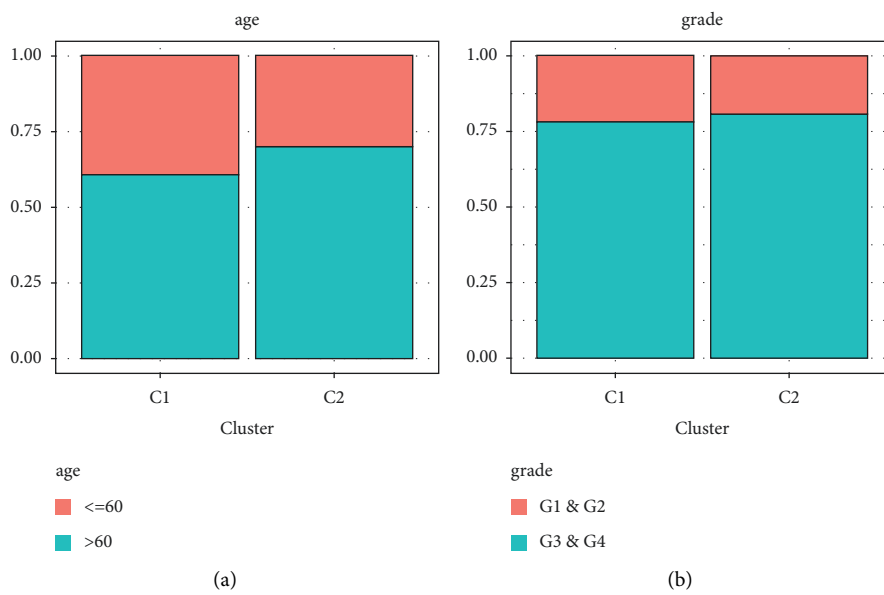 age
1.00
0.75
0.50
0.25
0.00
C1 C2
Cluster
age
<=60
>60
(a)
grade
1.00
0.75
0.50
0.25
0.00
C1 C2
Cluster
grade
G1 & G2
G3 & G4
(b)